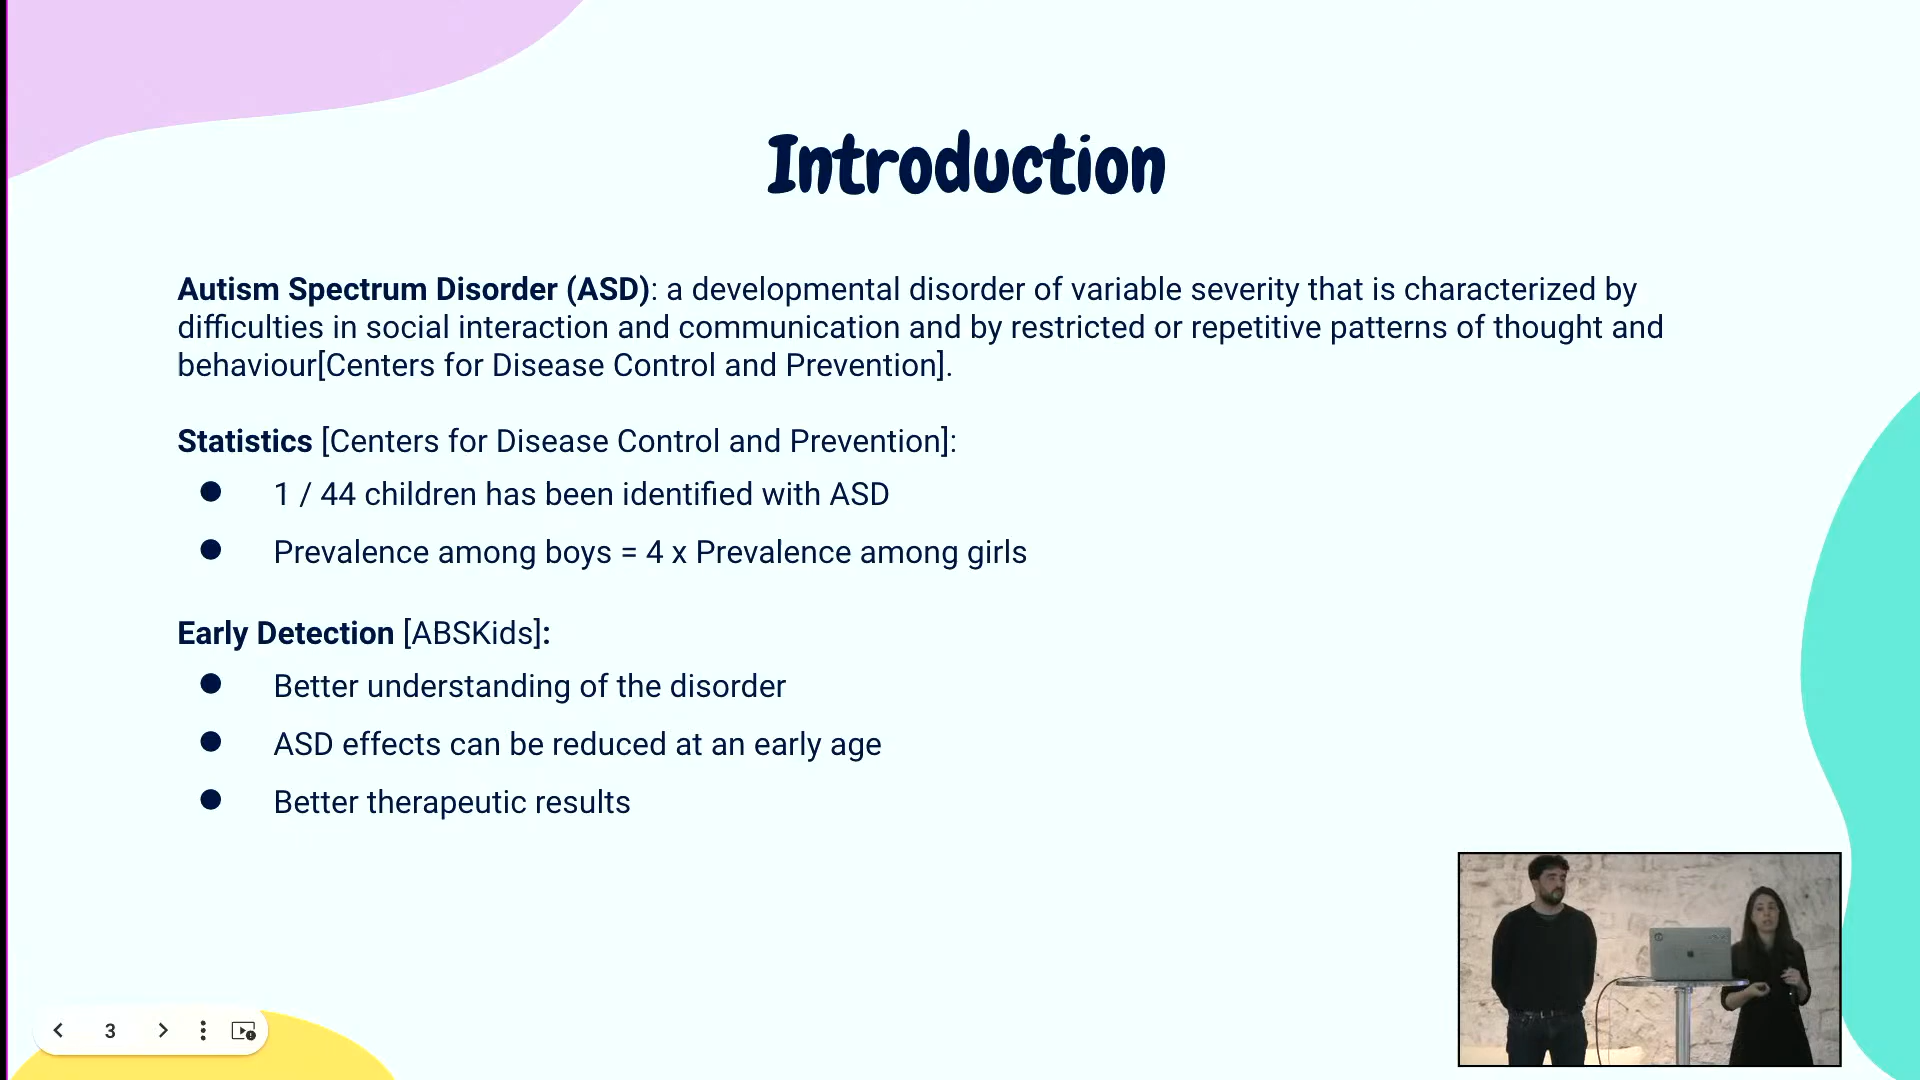 Introduction
Autism Spectrum Disorder (ASD): a developmental disorder of variable severity that is characterized by
difficulties in social interaction and communication and by restricted or repetitive patterns of thought and
behaviour[Centers for Disease Control and Prevention].
Statistics [Centers for Disease Control and Prevention]:
● 1 / 44 children has been identified with ASD
● Prevalence among boys = 4 x Prevalence among girls
Early Detection [ABSKids]:
● Better understanding of the disorder
● ASD effects can be reduced at an early age
● Better therapeutic results
3